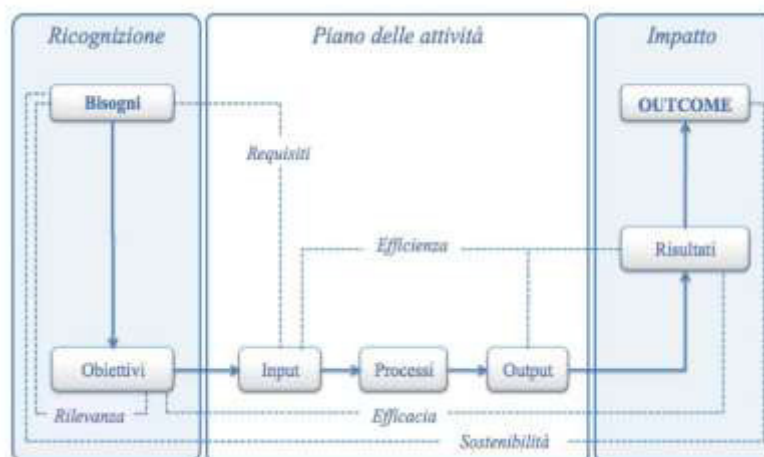 Ricognizione
Piano delle attività
Impatto
Bisogni
OUTCOME
Requisiti
Efficienza
Risultati
Obiettivi
Input
Processi
Output
Rilevanza
Efficacia
Sostenibilità